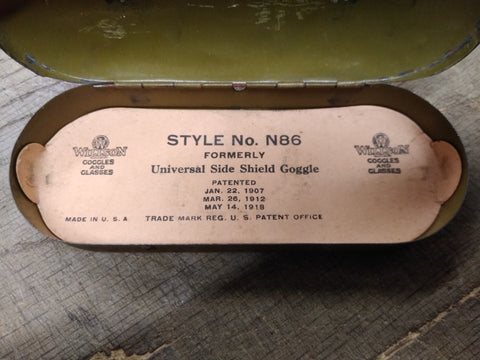 WILLSON
GOGGLES
AND
GLASSES
STYLE No. N86
FORMERLY
Universal Side Shield Goggle
PATENTED
JAN. 22, 1907
MAR. 26, 1912
MAY 14, 1918
MADE IN U. S. A
TRADE MARK REG. U. S. PATENT OFFICE
WILLSON
GOGGLES
AND
GLASSES